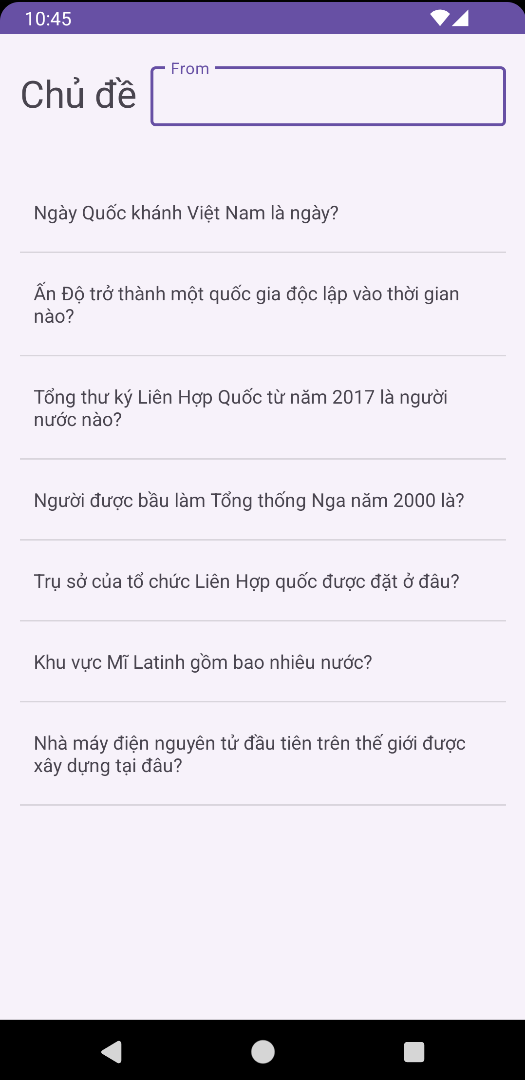 10:45
From
Chủ đề
Ngày Quốc khánh Việt Nam là ngày?
Ấn Độ trở thành một quốc gia độc lập vào thời gian
nào?
Tổng thư ký Liên Hợp Quốc từ năm 2017 là người
nước nào?
Người được bầu làm Tổng thống Nga năm 2000 là?
Trụ sở của tổ chức Liên Hợp quốc được đặt ở đâu?
Khu vực Mĩ Latinh gồm bao nhiêu nước?
Nhà máy điện nguyên tử đầu tiên trên thế giới được
xây dựng tại đâu?